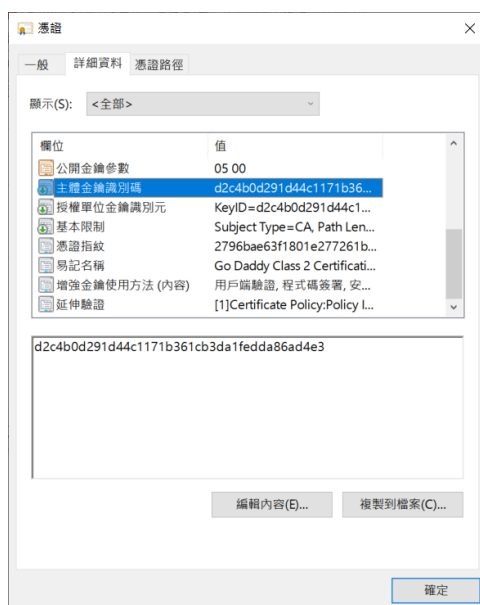 憑證
一般 詳細資料 憑證路徑
顯示(S): <全部>
欄位 值
公開金鑰參數 05 00
主體金鑰識別碼 d2c4b0d291d44c1171b36...
授權單位金鑰識別元 KeyID=d2c4b0d291d44c1...
基本限制 Subject Type=CA, Path Len...
憑證指紋 2796bae63f1801e277261b...
易記名稱 Go Daddy Class 2 Certificati...
增強金鑰使用方法 (內容) 用戶端驗證, 程式碼簽署, 安...
延伸驗證 [1]Certificate Policy:Policy I...
d2c4b0d291d44c1171b361cb3da1fedda86ad4e3
編輯內容(E)... 複製到檔案(C)...
確定